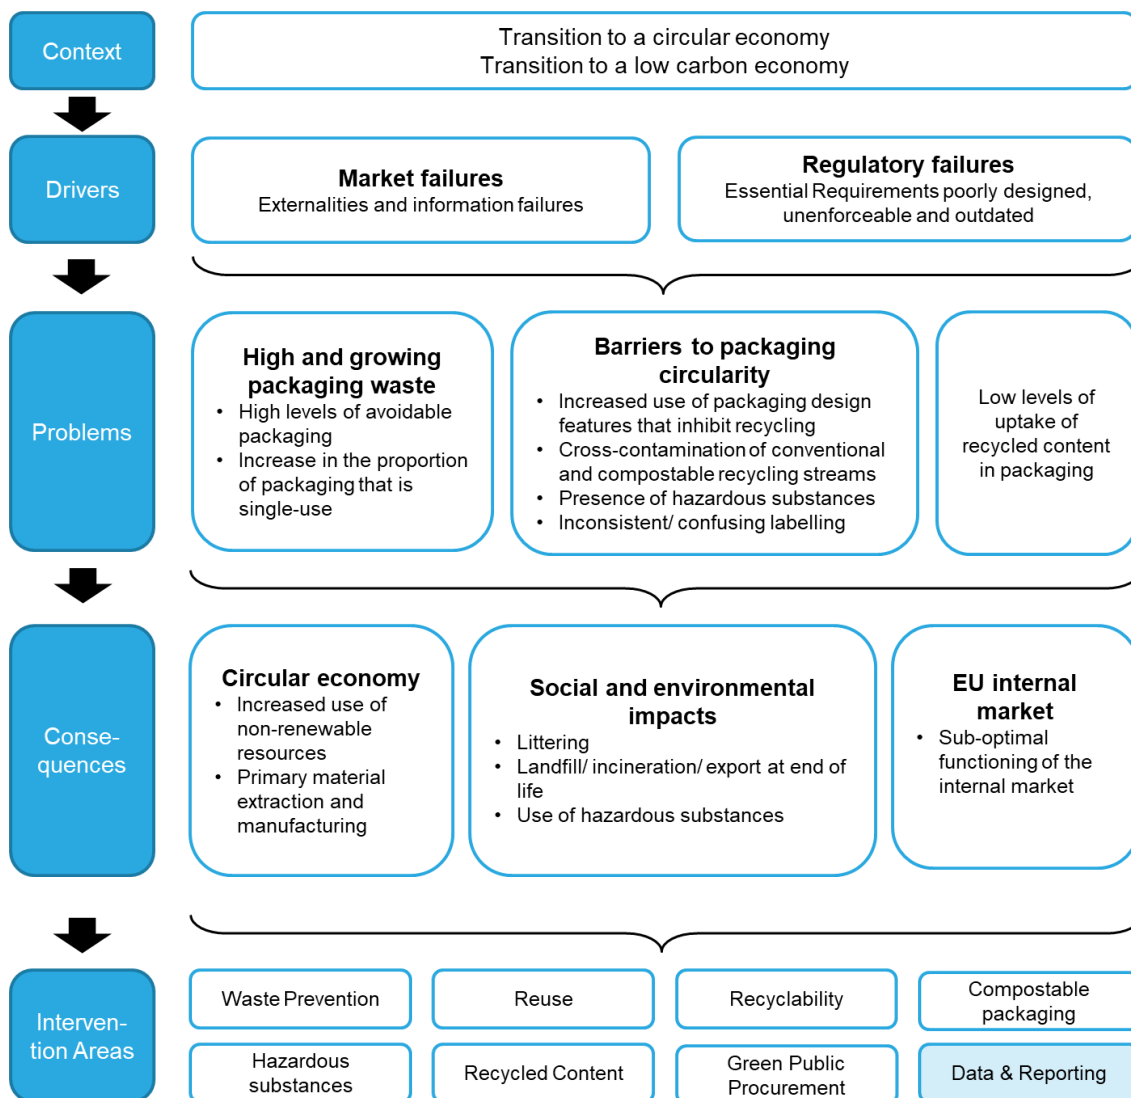 Context
Transition to a circular economy
Transition to a low carbon economy
Drivers
Market failures
Externalities and information failures
Regulatory failures
Essential Requirements poorly designed,
unenforceable and outdated
Problems
High and growing
packaging waste
• High levels of avoidable
packaging
• Increase in the proportion
of packaging that is
single-use
Barriers to packaging
circularity
• Increased use of packaging design
features that inhibit recycling
• Cross-contamination of conventional
and compostable recycling streams
• Presence of hazardous substances
• Inconsistent/ confusing labelling
Low levels of
uptake of
recycled content
in packaging
Conse-
quences
Circular economy
• Increased use of
non-renewable
resources
• Primary material
extraction and
manufacturing
Social and environmental
impacts
• Littering
• Landfill/ incineration/ export at end of
life
• Use of hazardous substances
EU internal
market
• Sub-optimal
functioning of the
internal market
Interven-
tion Areas
Waste Prevention
Reuse
Recyclability
Compostable
packaging
Hazardous
substances
Recycled Content
Green Public
Procurement
Data & Reporting